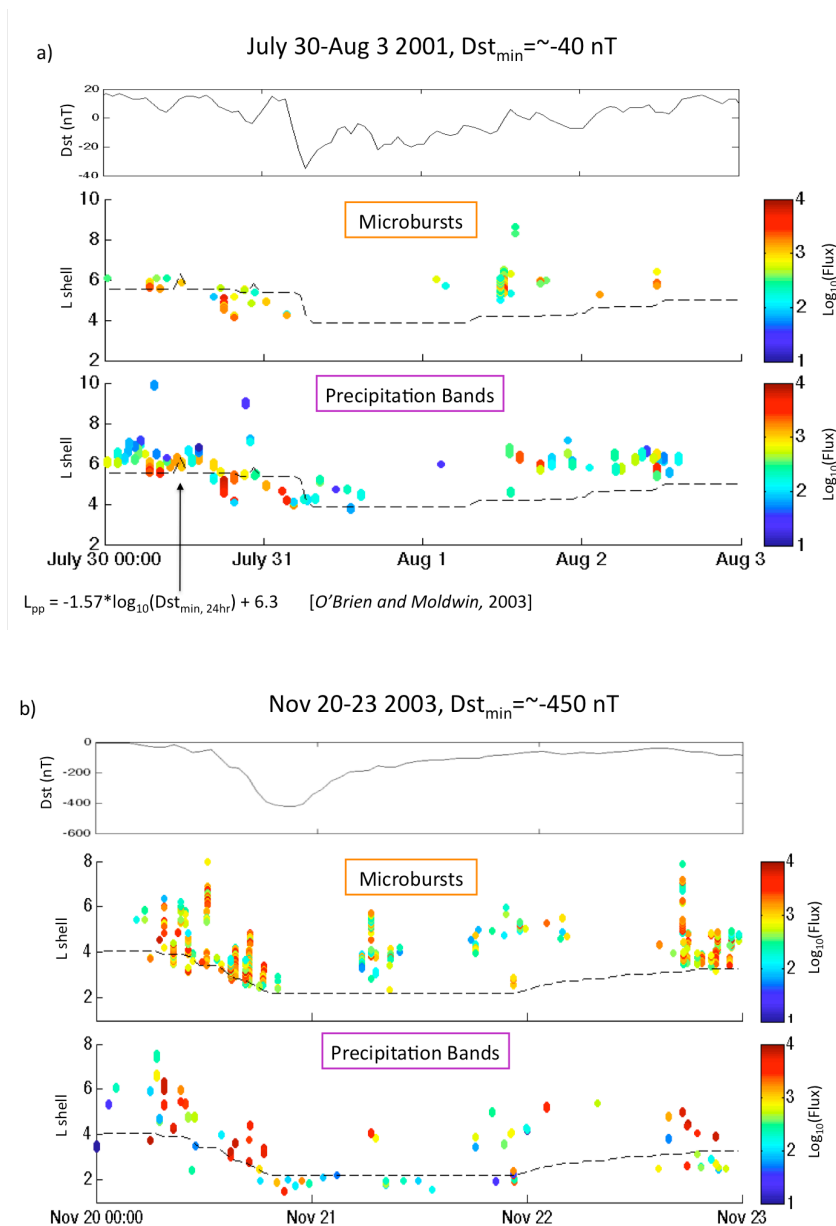 a)
July 30-Aug 3 2001, Dst_min=~-40 nT
20
0
-20
-40
Dst (nT)
10
8
6
4
2
L shell
Microbursts
4
3
2
1
Log10(Flux)
10
8
6
4
2
L shell
Precipitation Bands
4
3
2
1
Log10(Flux)
July 30 00:00 July 31 Aug 1 Aug 2 Aug 3
L_pp = -1.57*log10(Dst_min, 24hr) + 6.3 [O'Brien and Moldwin, 2003]
b)
Nov 20-23 2003, Dst_min=~-450 nT
0
-200
-400
-600
Dst (nT)
8
6
4
2
L shell
Microbursts
4
3
2
1
Log10(Flux)
8
6
4
2
L shell
Precipitation Bands
4
3
2
1
Log10(Flux)
Nov 20 00:00 Nov 21 Nov 22 Nov 23